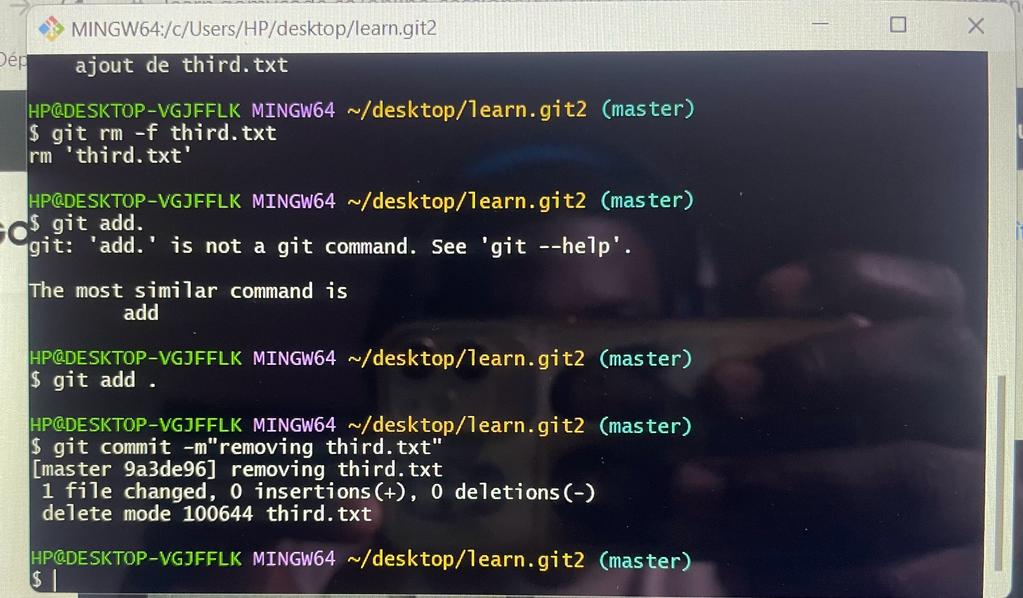 MINGW64:/c/Users/HP/desktop/learn.git2
Dép
ajout de third.txt
HP@DESKTOP-VGJFFLK MINGW64 ~/desktop/learn.git2 (master)
$ git rm -f third.txt
rm 'third.txt'
HP@DESKTOP-VGJFFLK MINGW64 ~/desktop/learn.git2 (master)
$ git add.
git: 'add.' is not a git command. See 'git --help'.
The most similar command is
add
HP@DESKTOP-VGJFFLK MINGW64 ~/desktop/learn.git2 (master)
$ git add .
HP@DESKTOP-VGJFFLK MINGW64 ~/desktop/learn.git2 (master)
$ git commit -m"removing third.txt"
[master 9a3de96] removing third.txt
1 file changed, 0 insertions(+), 0 deletions(-)
delete mode 100644 third.txt
HP@DESKTOP-VGJFFLK MINGW64 ~/desktop/learn.git2 (master)
$